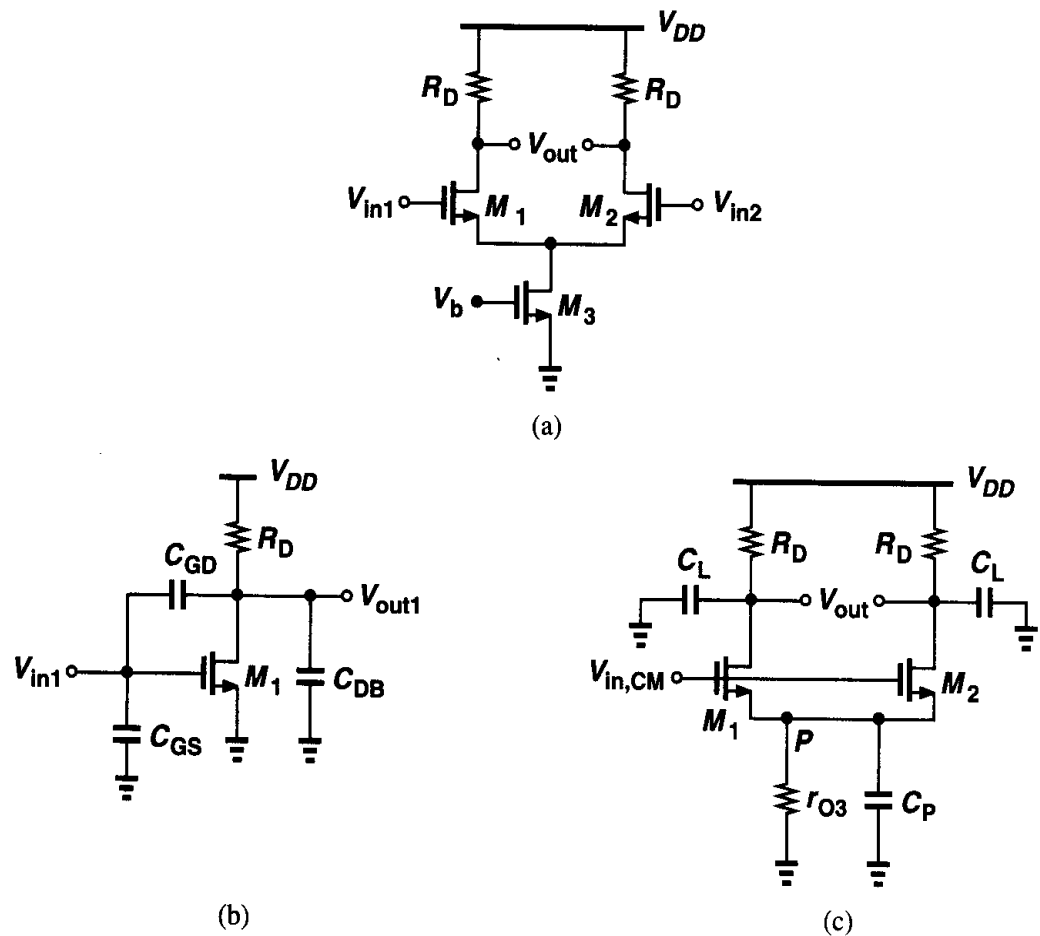 V_DD
R_D R_D
V_out
V_in1 M_1 M_2 V_in2
V_b M_3
(a)
V_DD
R_D
C_GD
V_out1
V_in1 M_1 C_DB
C_GS
(b)
V_DD
R_D R_D
C_L C_L
V_out
V_in,CM
M_1 M_2
P
r_O3 C_P
(c)